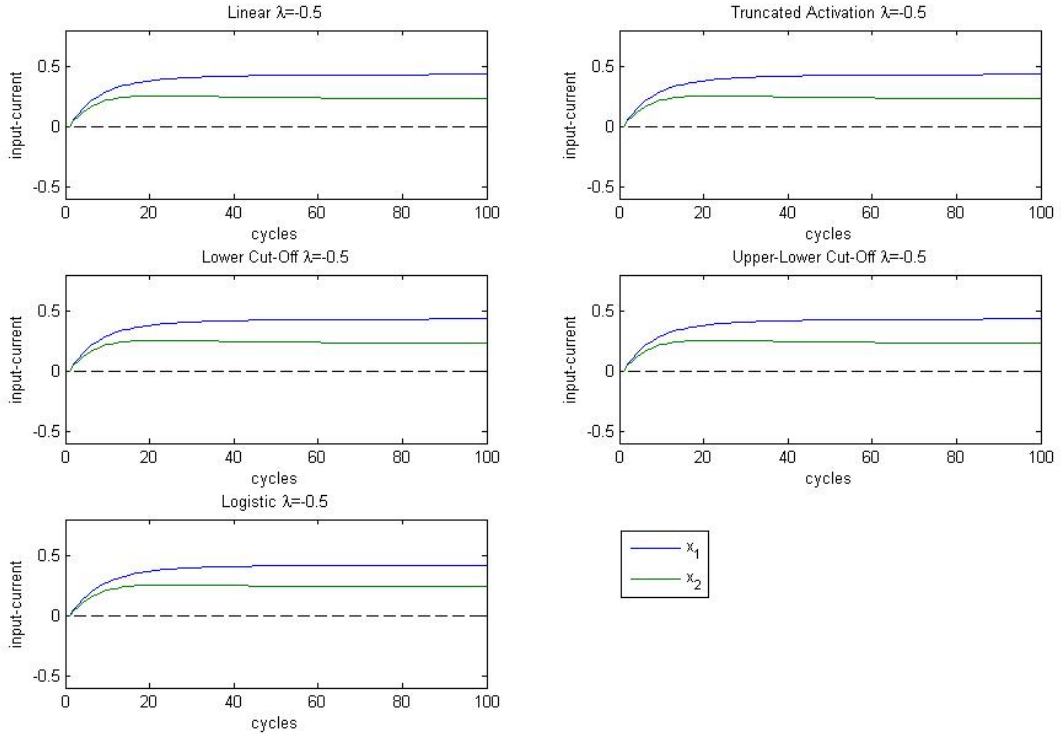 Linear λ=-0.5
0.5
0
-0.5
input-current
0 20 40 60 80 100
cycles
Truncated Activation λ=-0.5
0.5
0
-0.5
input-current
0 20 40 60 80 100
cycles
Lower Cut-Off λ=-0.5
0.5
0
-0.5
input-current
0 20 40 60 80 100
cycles
Upper-Lower Cut-Off λ=-0.5
0.5
0
-0.5
input-current
0 20 40 60 80 100
cycles
Logistic λ=-0.5
0.5
0
-0.5
input-current
0 20 40 60 80 100
cycles
x₁
x₂